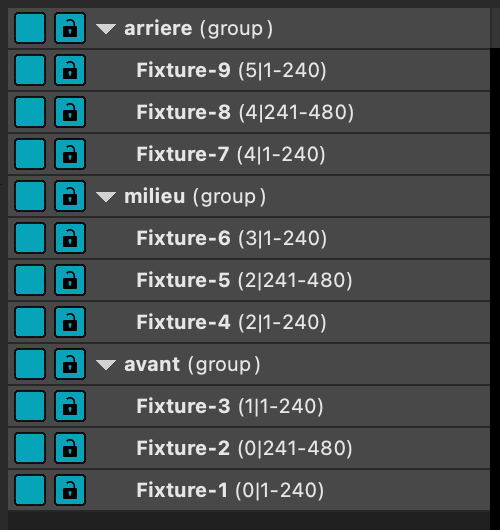 arriere (group)
Fixture-9 (5|1-240)
Fixture-8 (4|241-480)
Fixture-7 (4|1-240)
milieu (group)
Fixture-6 (3|1-240)
Fixture-5 (2|241-480)
Fixture-4 (2|1-240)
avant (group)
Fixture-3 (1|1-240)
Fixture-2 (0|241-480)
Fixture-1 (0|1-240)